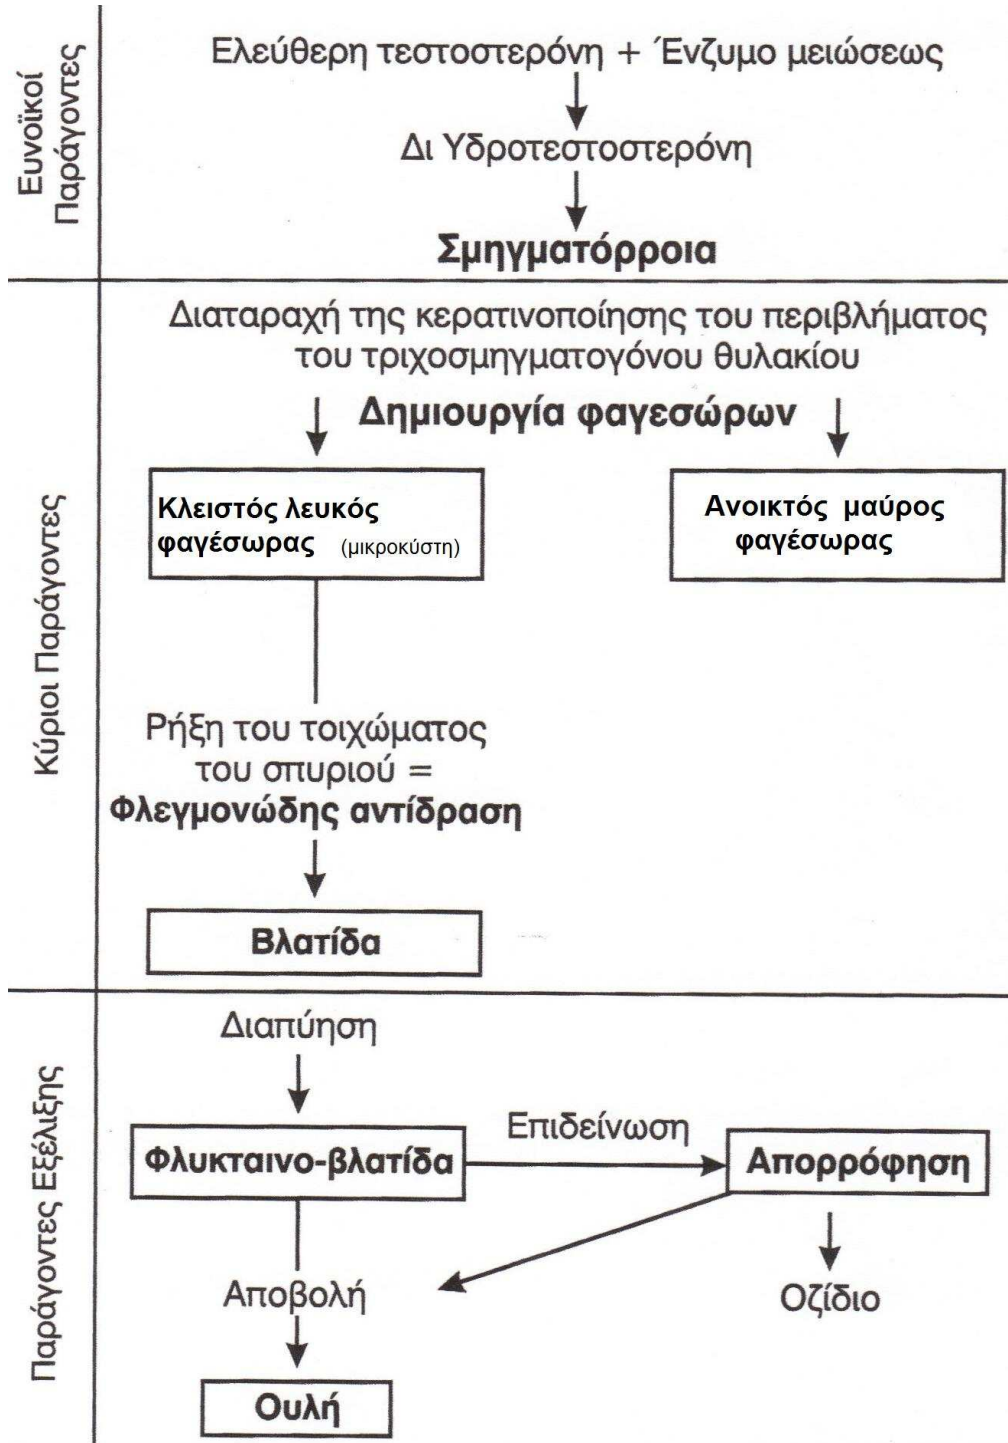 Ευνοϊκοί
Παράγοντες
Ελεύθερη τεστοστερόνη + Ένζυμο μειώσεως
Δι Υδροτεστοστερόνη
Σμηγματόρροια
Κύριοι Παράγοντες
Διαταραχή της κερατινοποίησης του περιβλήματος
του τριχοσμηγματογόνου θυλακίου
Δημιουργία φαγεσώρων
Κλειστός λευκός
φαγέσωρας (μικροκύστη)
Ανοικτός μαύρος
φαγέσωρας
Ρήξη του τοιχώματος
του σπυριού =
Φλεγμονώδης αντίδραση
Βλατίδα
Παράγοντες Εξέλιξης
Διαπύηση
Φλυκταινο-βλατίδα
Επιδείνωση
Απορρόφηση
Αποβολή
Οζίδιο
Ουλή